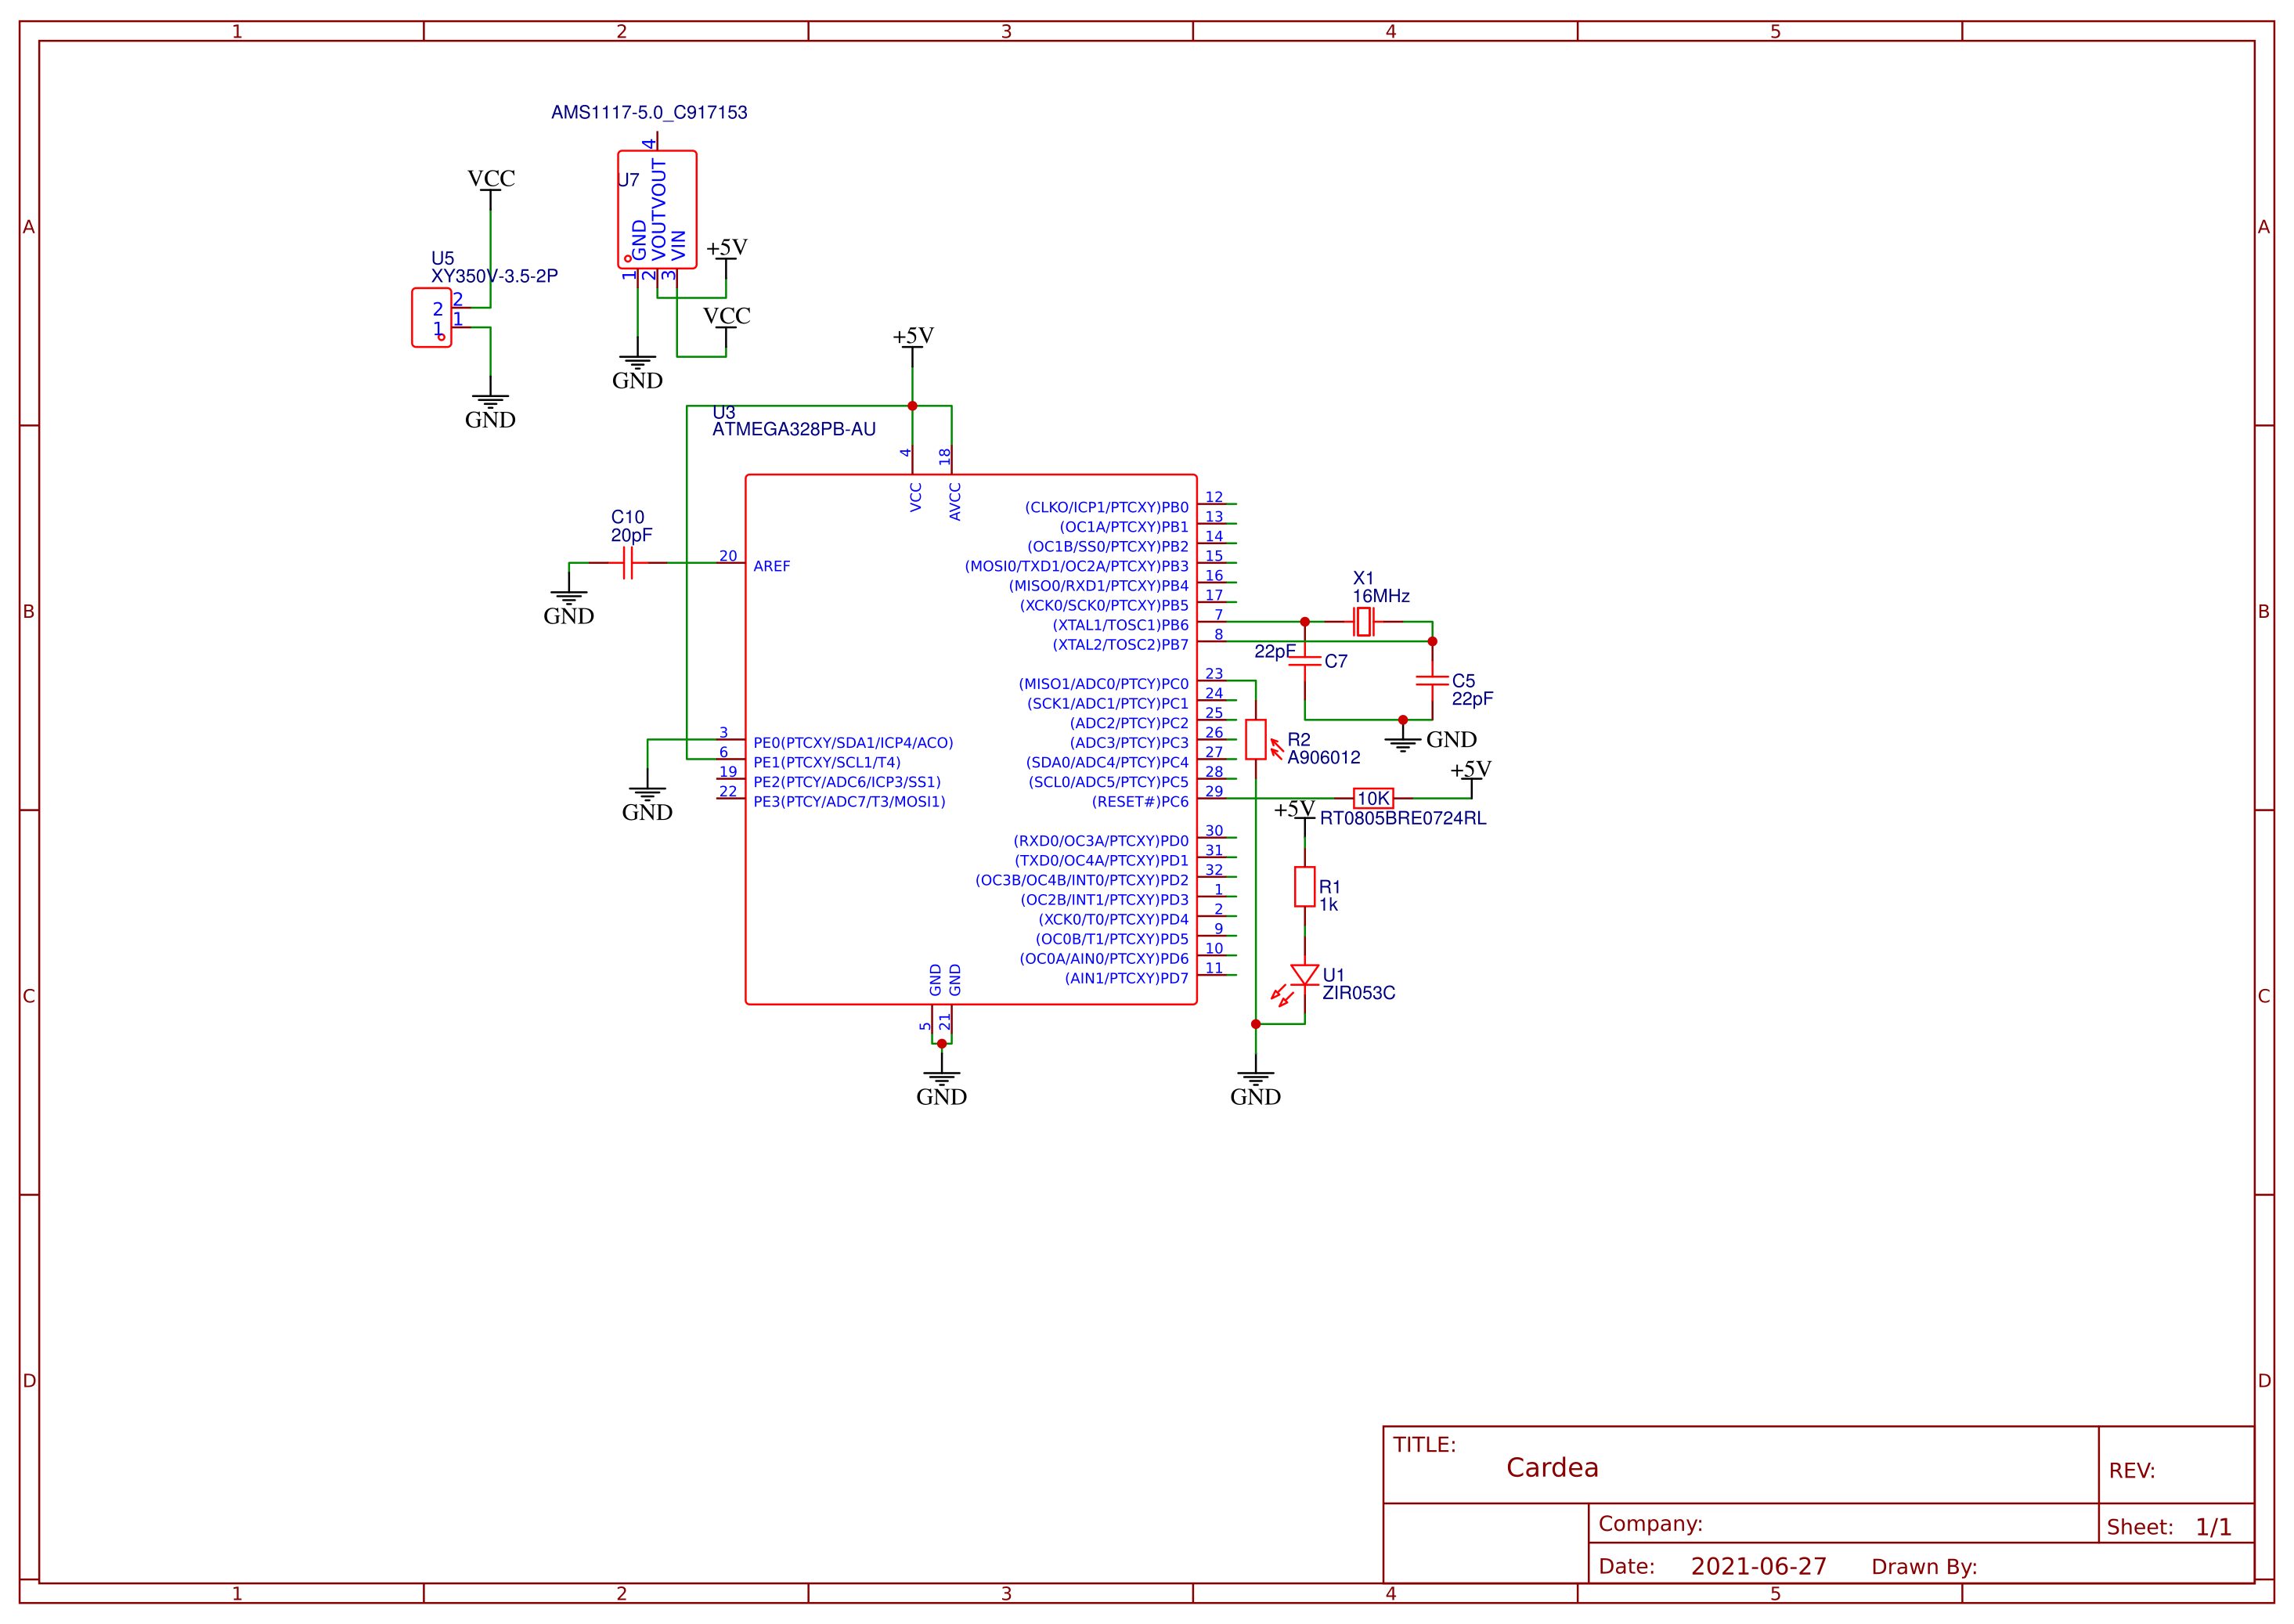 1 2 3 4 5
A A
B B
C C
D D
AMS1117-5.0_C917153
4
U7
GND
VOUTVOUT
VIN
1 2 3
+5V
VCC
GND
VCC
U5
XY350V-3.5-2P
2 2
1 1
GND
+5V
U3
ATMEGA328PB-AU
4 18
VCC AVCC
C10
20pF
GND
20 AREF
3 PE0(PTCXY/SDA1/ICP4/ACO)
6 PE1(PTCXY/SCL1/T4)
19 PE2(PTCY/ADC6/ICP3/SS1)
22 PE3(PTCY/ADC7/T3/MOSI1)
GND
(CLKO/ICP1/PTCXY)PB0 12
(OC1A/PTCXY)PB1 13
(OC1B/SS0/PTCXY)PB2 14
(MOSI0/TXD1/OC2A/PTCXY)PB3 15
(MISO0/RXD1/PTCXY)PB4 16
(XCK0/SCK0/PTCXY)PB5 17
(XTAL1/TOSC1)PB6 7
(XTAL2/TOSC2)PB7 8
(MISO1/ADC0/PTCY)PC0 23
(SCK1/ADC1/PTCY)PC1 24
(ADC2/PTCY)PC2 25
(ADC3/PTCY)PC3 26
(SDA0/ADC4/PTCY)PC4 27
(SCL0/ADC5/PTCY)PC5 28
(RESET#)PC6 29
(RXD0/OC3A/PTCXY)PD0 30
(TXD0/OC4A/PTCXY)PD1 31
(OC3B/OC4B/INT0/PTCXY)PD2 32
(OC2B/INT1/PTCXY)PD3 1
(XCK0/T0/PTCXY)PD4 2
(OC0B/T1/PTCXY)PD5 9
(OC0A/AIN0/PTCXY)PD6 10
(AIN1/PTCXY)PD7 11
GND GND
5 21
GND
X1
16MHz
22pF C7
C5
22pF
GND
R2
A906012
+5V
10K
RT0805BRE0724RL
+5V
R1
1k
U1
ZIR053C
GND
TITLE:
Cardea
REV:
Company:
Sheet: 1/1
Date: 2021-06-27 Drawn By:
1 2 3 4 5